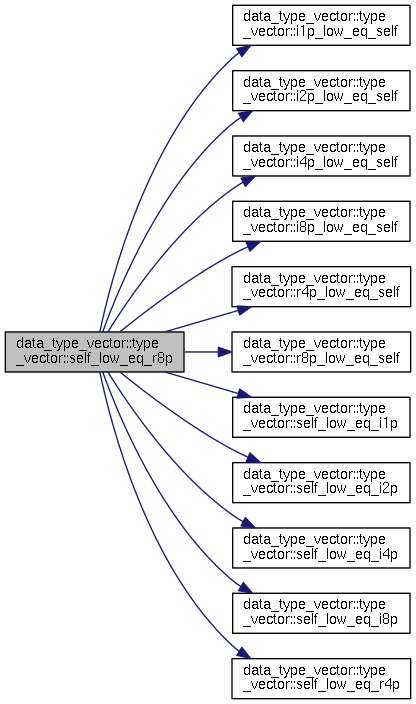 data_type_vector::type
_vector::i1p_low_eq_self
data_type_vector::type
_vector::i2p_low_eq_self
data_type_vector::type
_vector::i4p_low_eq_self
data_type_vector::type
_vector::i8p_low_eq_self
data_type_vector::type
_vector::r4p_low_eq_self
data_type_vector::type
_vector::self_low_eq_r8p
data_type_vector::type
_vector::r8p_low_eq_self
data_type_vector::type
_vector::self_low_eq_i1p
data_type_vector::type
_vector::self_low_eq_i2p
data_type_vector::type
_vector::self_low_eq_i4p
data_type_vector::type
_vector::self_low_eq_i8p
data_type_vector::type
_vector::self_low_eq_r4p